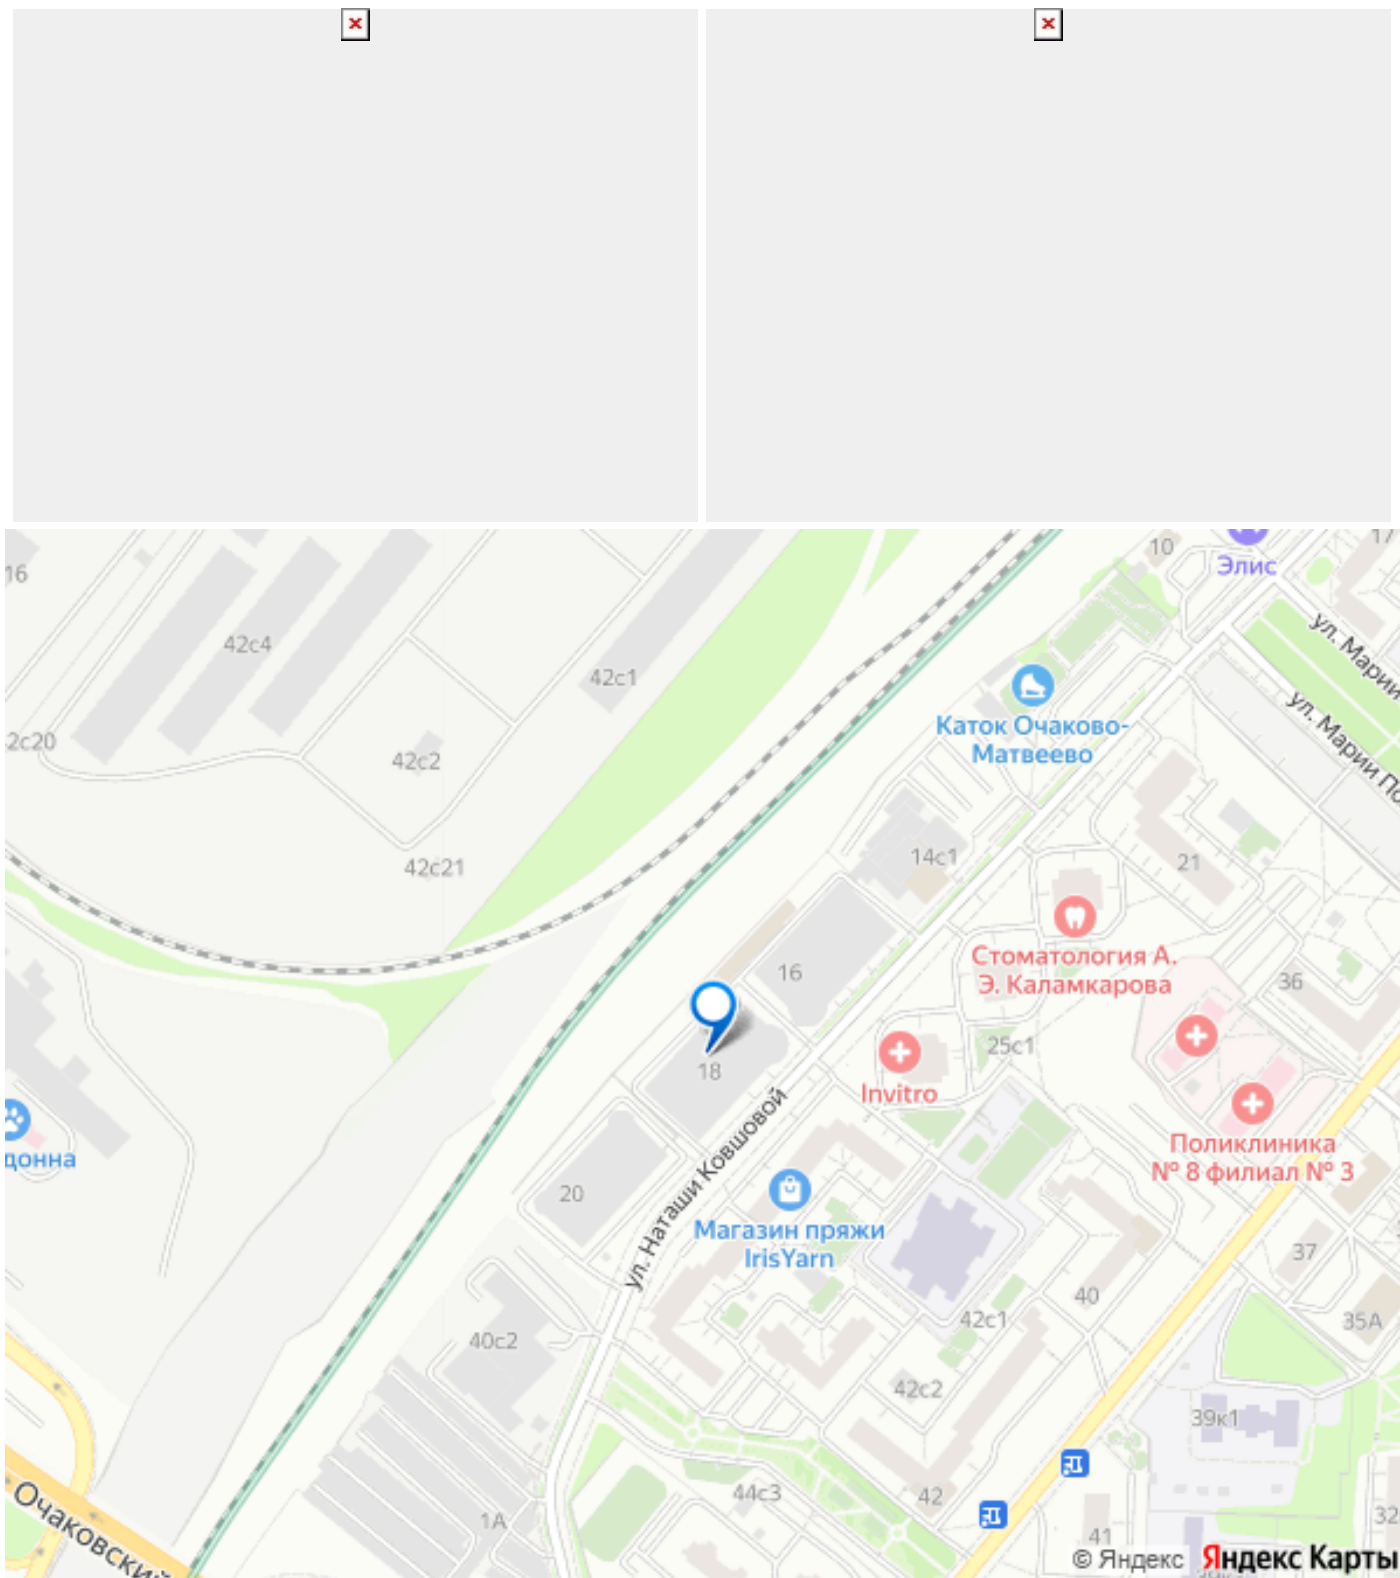 10
17
Элис
16
42с4
ул. Марии
42с1
ул. Марии По
2с20
Каток Очаково-
Матвеево
42с2
14с1
21
42с21
Стоматология А.
Э. Каламкарова
16
36
25с1
18
Invitro
донна
Поликлиника
№ 8 филиал № 3
ул. Наташи Ковшовой
20
Магазин пряжи
IrisYarn
37
40
42с1
35А
40с2
42с2
39к1
44с3
42
Очаковский
1А
41
32
© Яндекс
Яндекс Карты